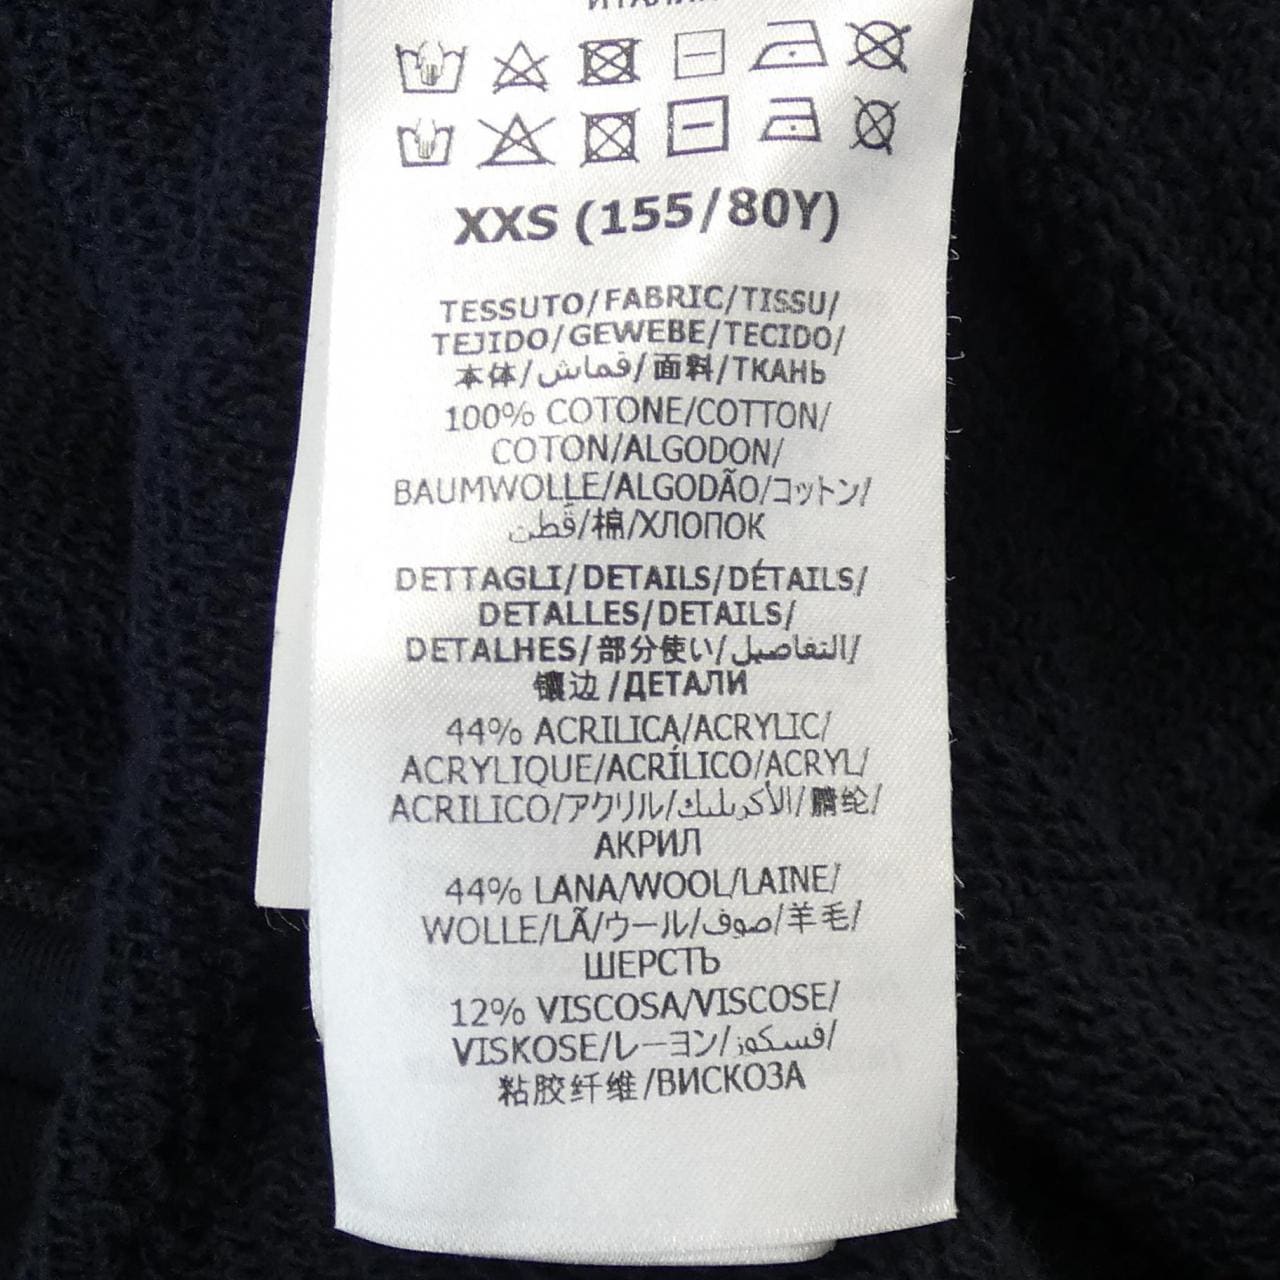 XXS (155/80Y)
TESSUTO/FABRIC/TISSU/
TEJIDO/GEWEBE/TECIDO/
本体/قماش/面料/ТКАНЬ
100% COTONE/COTTON/
COTON/ALGODON/
BAUMWOLLE/ALGODÃO/コットン/
قُطن/棉/ХЛОПОК
DETTAGLI/DETAILS/DÉTAILS/
DETALLES/DETAILS/
DETALHES/部分使い/التفاصيل/
镶边 /ДЕТАЛИ
44% ACRILICA/ACRYLIC/
ACRYLIQUE/ACRÍLICO/ACRYL/
ACRILICO/アクリル/الأكريليك/腈纶/
АКРИЛ
44% LANA/WOOL/LAINE/
WOLLE/LÃ/ウール/صوف/羊毛/
ШЕРСТЬ
12% VISCOSA/VISCOSE/
VISKOSE/レーヨン/فسكوز/
粘胶纤维/ВИСКОЗА